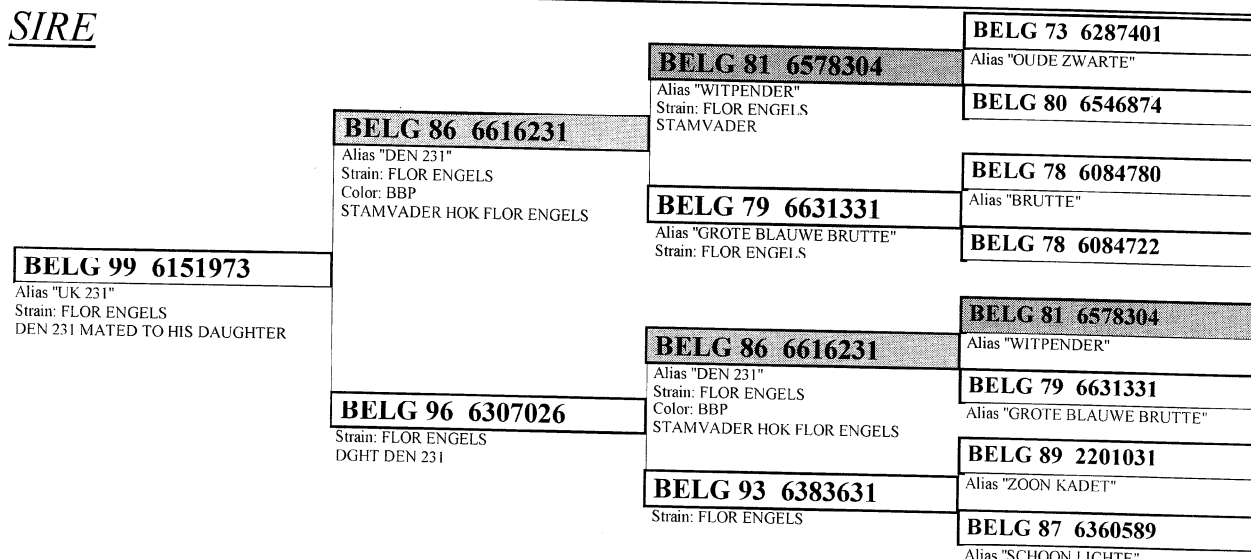 SIRE
BELG 99 6151973
Alias "UK 231"
Strain: FLOR ENGELS
DEN 231 MATED TO HIS DAUGHTER
BELG 86 6616231
Alias "DEN 231"
Strain: FLOR ENGELS
Color: BBP
STAMVADER HOK FLOR ENGELS
BELG 96 6307026
Strain: FLOR ENGELS
DGHT DEN 231
BELG 81 6578304
Alias "WITPENDER"
Strain: FLOR ENGELS
STAMVADER
BELG 79 6631331
Alias "GROTE BLAUWE BRUTTE"
Strain: FLOR ENGELS
BELG 86 6616231
Alias "DEN 231"
Strain: FLOR ENGELS
Color: BBP
STAMVADER HOK FLOR ENGELS
BELG 93 6383631
Strain: FLOR ENGELS
BELG 73 6287401
Alias "OUDE ZWARTE"
BELG 80 6546874
BELG 78 6084780
Alias "BRUTTE"
BELG 78 6084722
BELG 81 6578304
Alias "WITPENDER"
BELG 79 6631331
Alias "GROTE BLAUWE BRUTTE"
BELG 89 2201031
Alias "ZOON KADET"
BELG 87 6360589
Alias "SCHOON LICHTE"